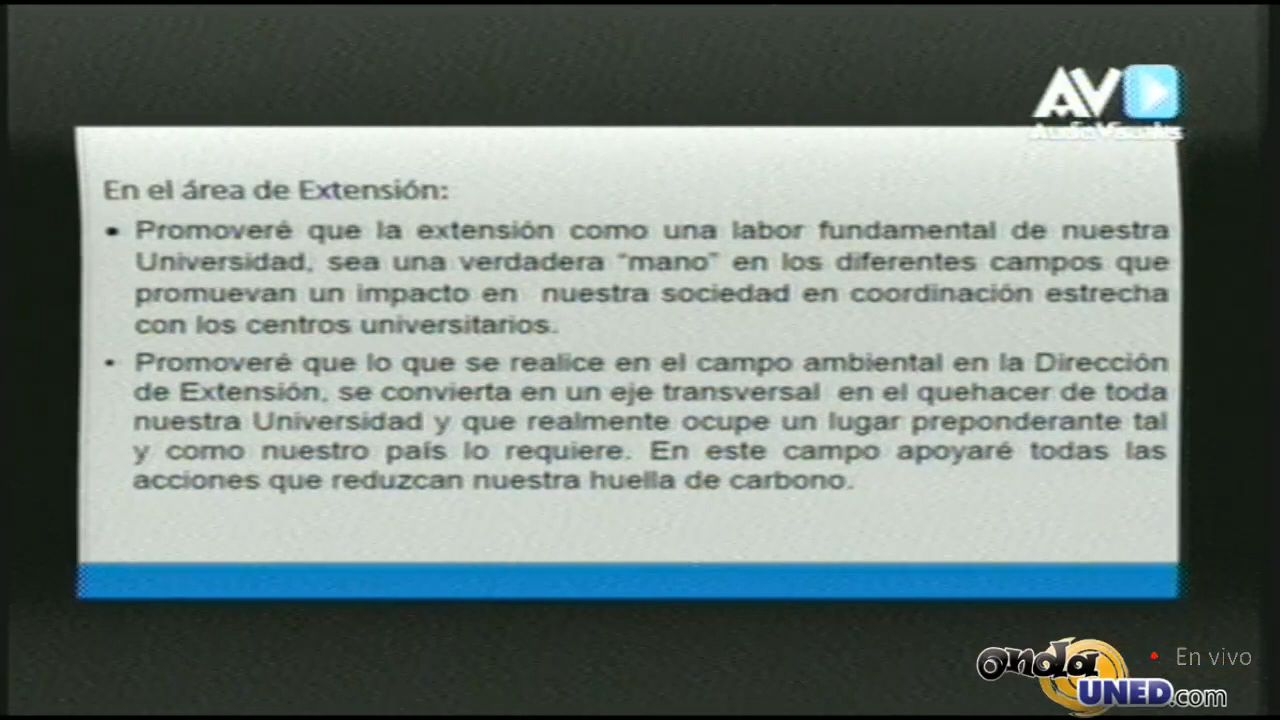 AV
AudioVisuales
En el área de Extensión:
• Promoveré que la extensión como una labor fundamental de nuestra
Universidad, sea una verdadera “mano” en los diferentes campos que
promuevan un impacto en nuestra sociedad en coordinación estrecha
con los centros universitarios.
• Promoveré que lo que se realice en el campo ambiental en la Dirección
de Extensión, se convierta en un eje transversal en el quehacer de toda
nuestra Universidad y que realmente ocupe un lugar preponderante tal
y como nuestro país lo requiere. En este campo apoyaré todas las
acciones que reduzcan nuestra huella de carbono.
• En vivo
onda
UNED.com